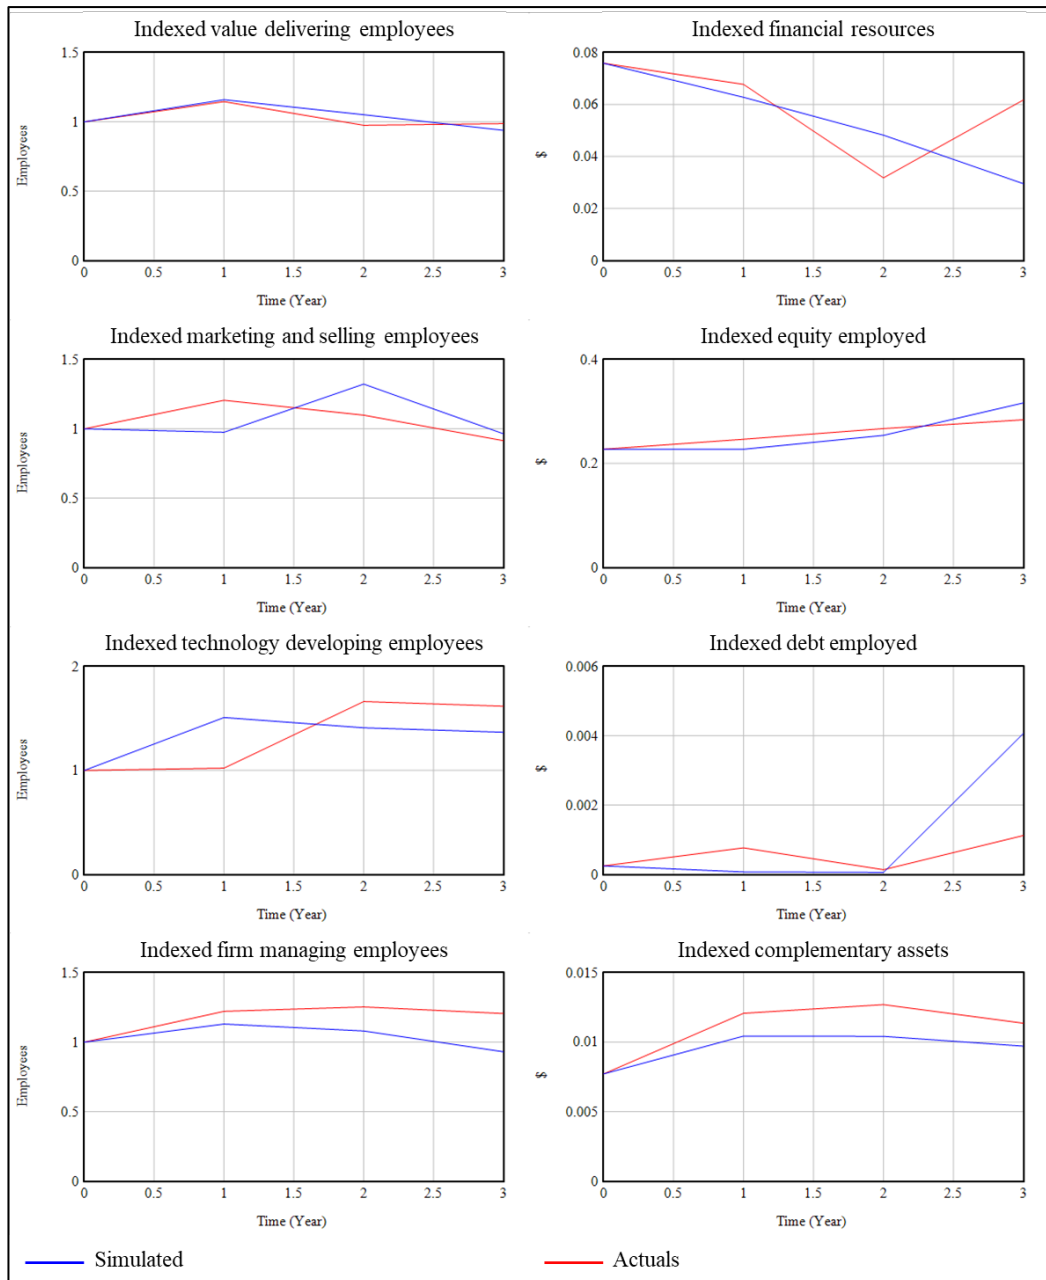 Indexed value delivering employees
1.5
1
0.5
0
Employees
0 0.5 1 1.5 2 2.5 3
Time (Year)
Indexed financial resources
0.08
0.06
0.04
0.02
0
$
0 0.5 1 1.5 2 2.5 3
Time (Year)
Indexed marketing and selling employees
1.5
1
0.5
0
Employees
0 0.5 1 1.5 2 2.5 3
Time (Year)
Indexed equity employed
0.4
0.2
0
$
0 0.5 1 1.5 2 2.5 3
Time (Year)
Indexed technology developing employees
2
1
0
Employees
0 0.5 1 1.5 2 2.5 3
Time (Year)
Indexed debt employed
0.006
0.004
0.002
0
$
0 0.5 1 1.5 2 2.5 3
Time (Year)
Indexed firm managing employees
1.5
1
0.5
0
Employees
0 0.5 1 1.5 2 2.5 3
Time (Year)
Indexed complementary assets
0.015
0.01
0.005
0
$
0 0.5 1 1.5 2 2.5 3
Time (Year)
Simulated
Actuals